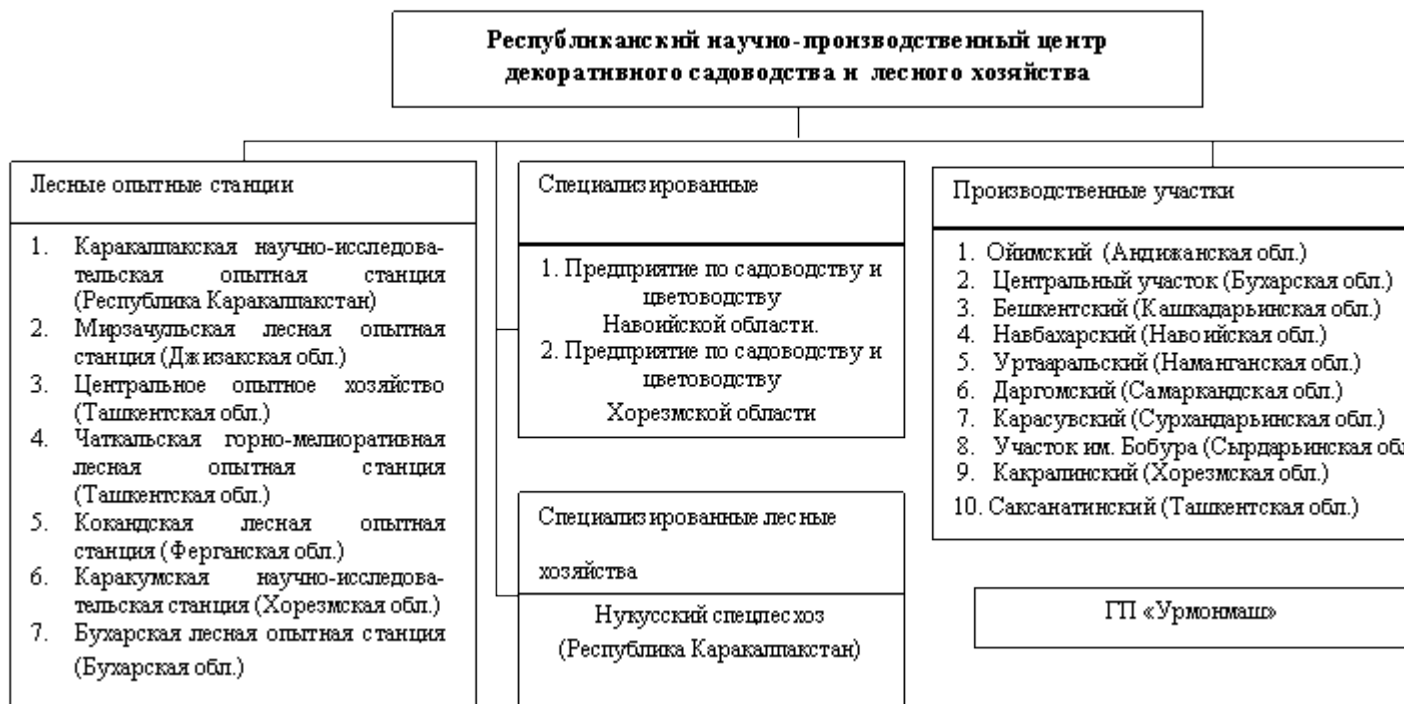 Республиканский научно-производственный центр
декоративного садоводства и лесного хозяйства
Лесные опытные станции
1. Каракалпакская научно-исследова-
тельская опытная станция
(Республика Каракалпакстан)
2. Мирзачульская лесная опытная
станция (Джизакская обл.)
3. Центральное опытное хозяйство
(Ташкентская обл.)
4. Чаткальская горно-мелиоративная
лесная опытная станция
(Ташкентская обл.)
5. Кокандская лесная опытная
станция (Ферганская обл.)
6. Каракумская научно-исследова-
тельская станция (Хорезмская обл.)
7. Бухарская лесная опытная станция
(Бухарская обл.)
Специализированные
1. Предприятие по садоводству и
цветоводству
Навоийской области.
2. Предприятие по садоводству и
цветоводству
Хорезмской области
Специализированные лесные
хозяйства
Нукусский спецлесхоз
(Республика Каракалпакстан)
Производственные участки
1. Ойимский (Андижанская обл.)
2. Центральный участок (Бухарская обл.)
3. Бешкентский (Кашкадарьинская обл.)
4. Навбахарский (Навоийская обл.)
5. Уртааральский (Наманганская обл.)
6. Даргомский (Самаркандская обл.)
7. Карасувский (Сурхандарьинская обл.)
8. Участок им. Бобура (Сырдарьинская обл
9. Какралинский (Хорезмская обл.)
10. Саксанатинский (Ташкентская обл.)
ГП «Урмонмаш»